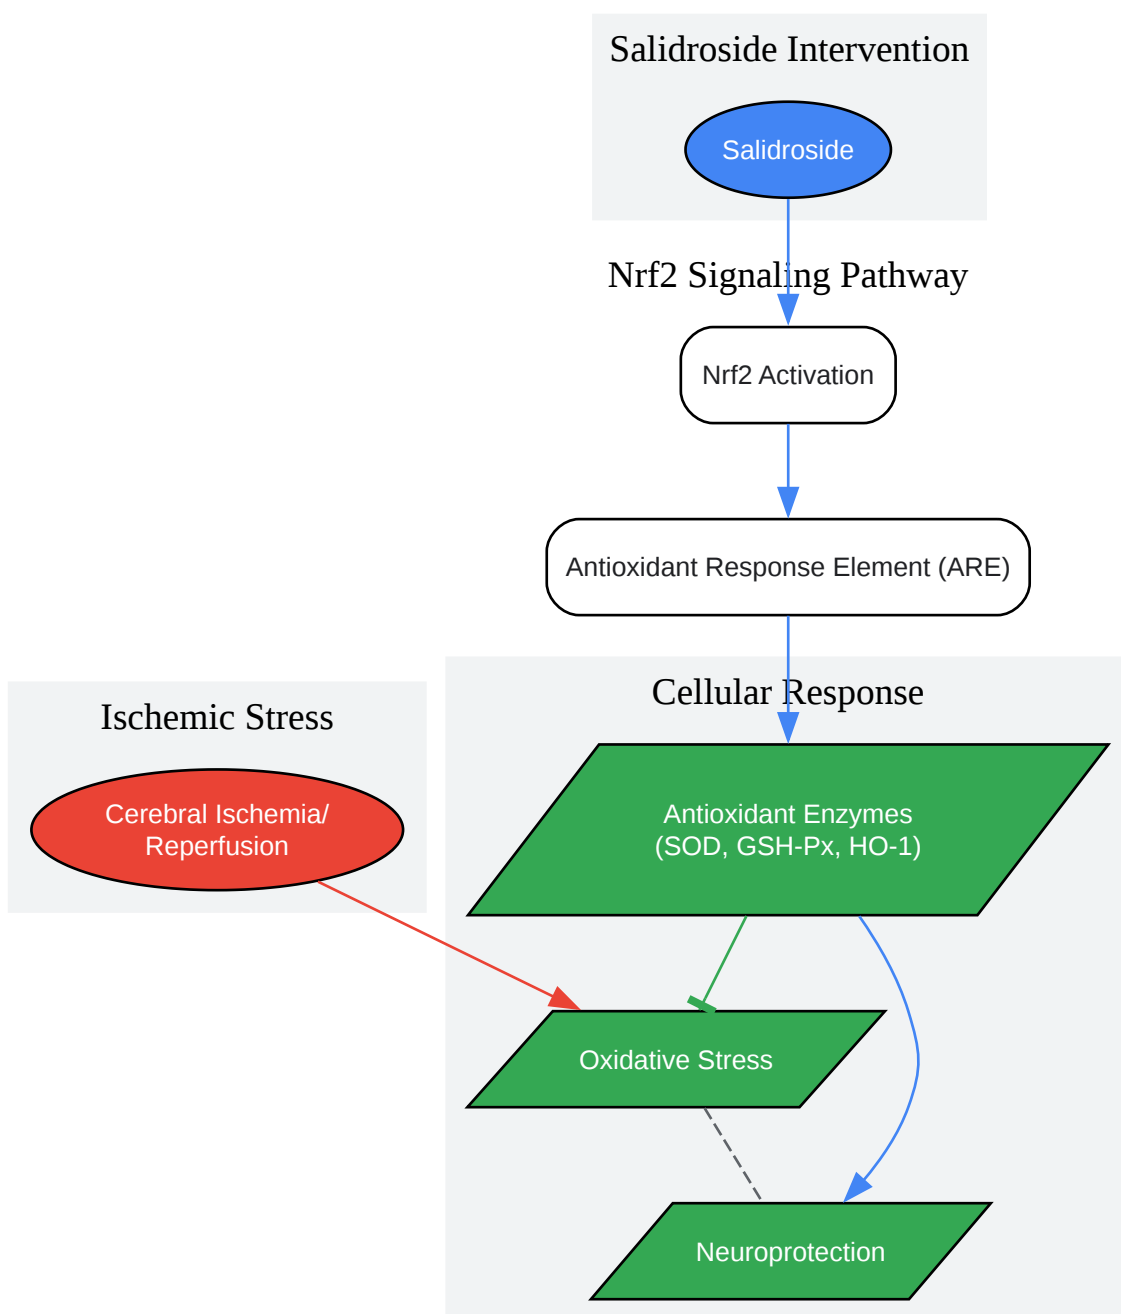 Salidroside Intervention
Salidroside
Nrf2 Signaling Pathway
Nrf2 Activation
Antioxidant Response Element (ARE)
Cellular Response
Ischemic Stress
Cerebral Ischemia/
Reperfusion
Antioxidant Enzymes
(SOD, GSH-Px, HO-1)
Oxidative Stress
Neuroprotection